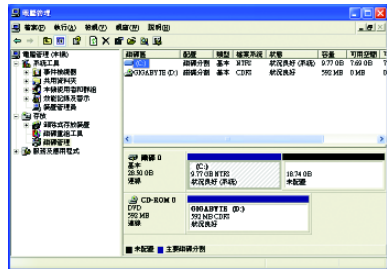 電腦管理
檔案(F) 執行(A) 檢視(V) 視窗(W) 說明(H)
電腦管理 (本機)
系統工具
事件檢視器
共用資料夾
本機使用者和群組
效能記錄及警示
裝置管理員
存放
卸除式存放裝置
磁碟重組工具
磁碟管理
服務及應用程式
磁碟區 配置 類型 檔案系統 狀態 容量 可用空間
(C:) 磁碟分割 基本 NTFS 狀況良好 (系統) 9.77 GB 7.69 GB
GIGABYTE (D:) 磁碟分割 基本 CDFS 狀況良好 592 MB 0 MB
磁碟 0
基本
28.50 GB
連線
(C:)
9.77 GB NTFS
狀況良好 (系統)
18.74 GB
未配置
CD-ROM 0
DVD
592 MB
連線
GIGABYTE (D:)
592 MB CDFS
狀況良好
未配置 主要磁碟分割